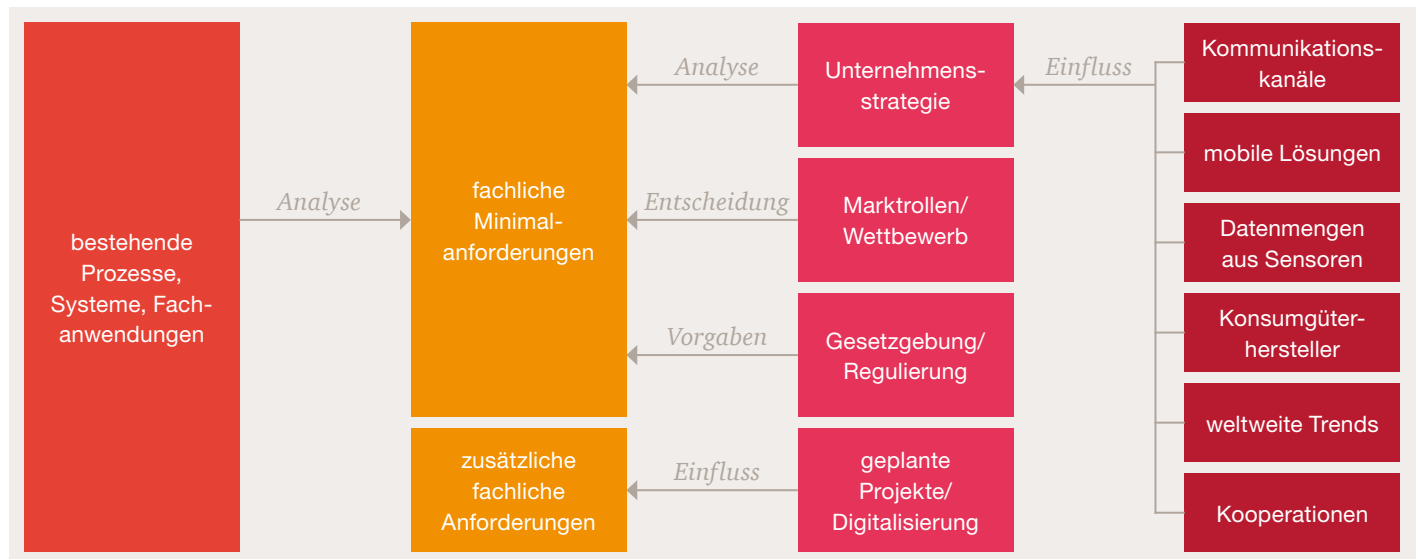 bestehende
Prozesse,
Systeme, Fach-
anwendungen
Analyse
fachliche
Minimal-
anforderungen
zusätzliche
fachliche
Anforderungen
Analyse
Entscheidung
Vorgaben
Einfluss
Unternehmens-
strategie
Marktrollen/
Wettbewerb
Gesetzgebung/
Regulierung
geplante
Projekte/
Digitalisierung
Einfluss
Kommunikations-
kanäle
mobile Lösungen
Datenmengen
aus Sensoren
Konsumgüter-
hersteller
weltweite Trends
Kooperationen